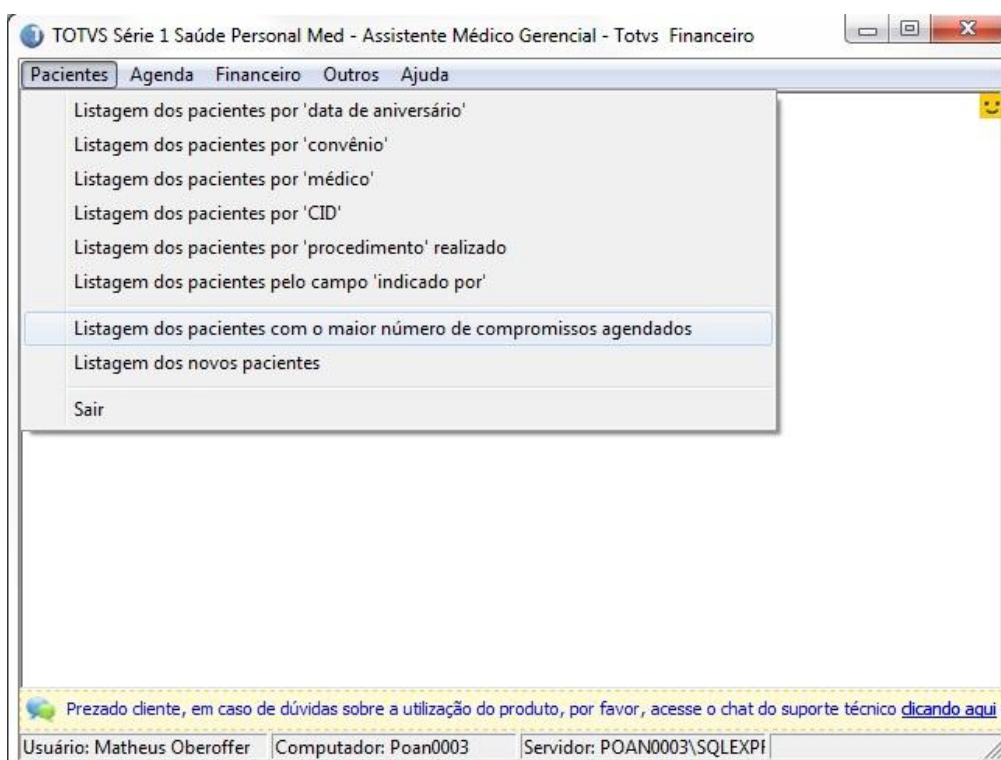 TOTVS Série 1 Saúde Personal Med - Assistente Médico Gerencial - Totvs Financeiro
Pacientes Agenda Financeiro Outros Ajuda
Listagem dos pacientes por 'data de aniversário'
Listagem dos pacientes por 'convênio'
Listagem dos pacientes por 'médico'
Listagem dos pacientes por 'CID'
Listagem dos pacientes por 'procedimento' realizado
Listagem dos pacientes pelo campo 'indicado por'
Listagem dos pacientes com o maior número de compromissos agendados
Listagem dos novos pacientes
Sair
Prezado cliente, em caso de dúvidas sobre a utilização do produto, por favor, acesse o chat do suporte técnico clicando aqui
Usuário: Matheus Oberoffer Computador: Poan0003 Servidor: POAN0003\SQLEXPF